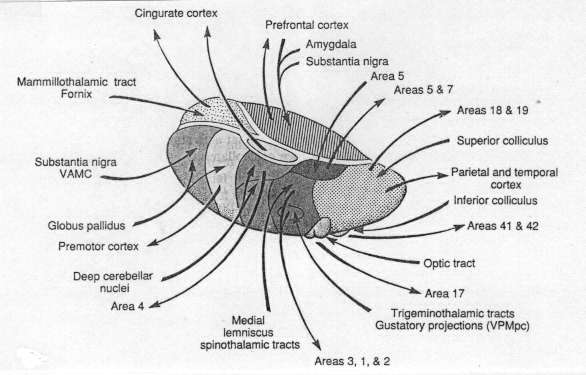 Cingurate cortex
Prefrontal cortex
Amygdala
Substantia nigra
Area 5
Areas 5 & 7
Mammillothalamic tract
Fornix
Areas 18 & 19
Superior colliculus
Substantia nigra
VAMC
Parietal and temporal
cortex
Inferior colliculus
Globus pallidus
Areas 41 & 42
Premotor cortex
Optic tract
Deep cerebellar
nuclei
Area 17
Area 4
Medial
lemniscus
spinothalamic tracts
Trigeminothalamic tracts
Gustatory projections (VPMpc)
Areas 3, 1, & 2